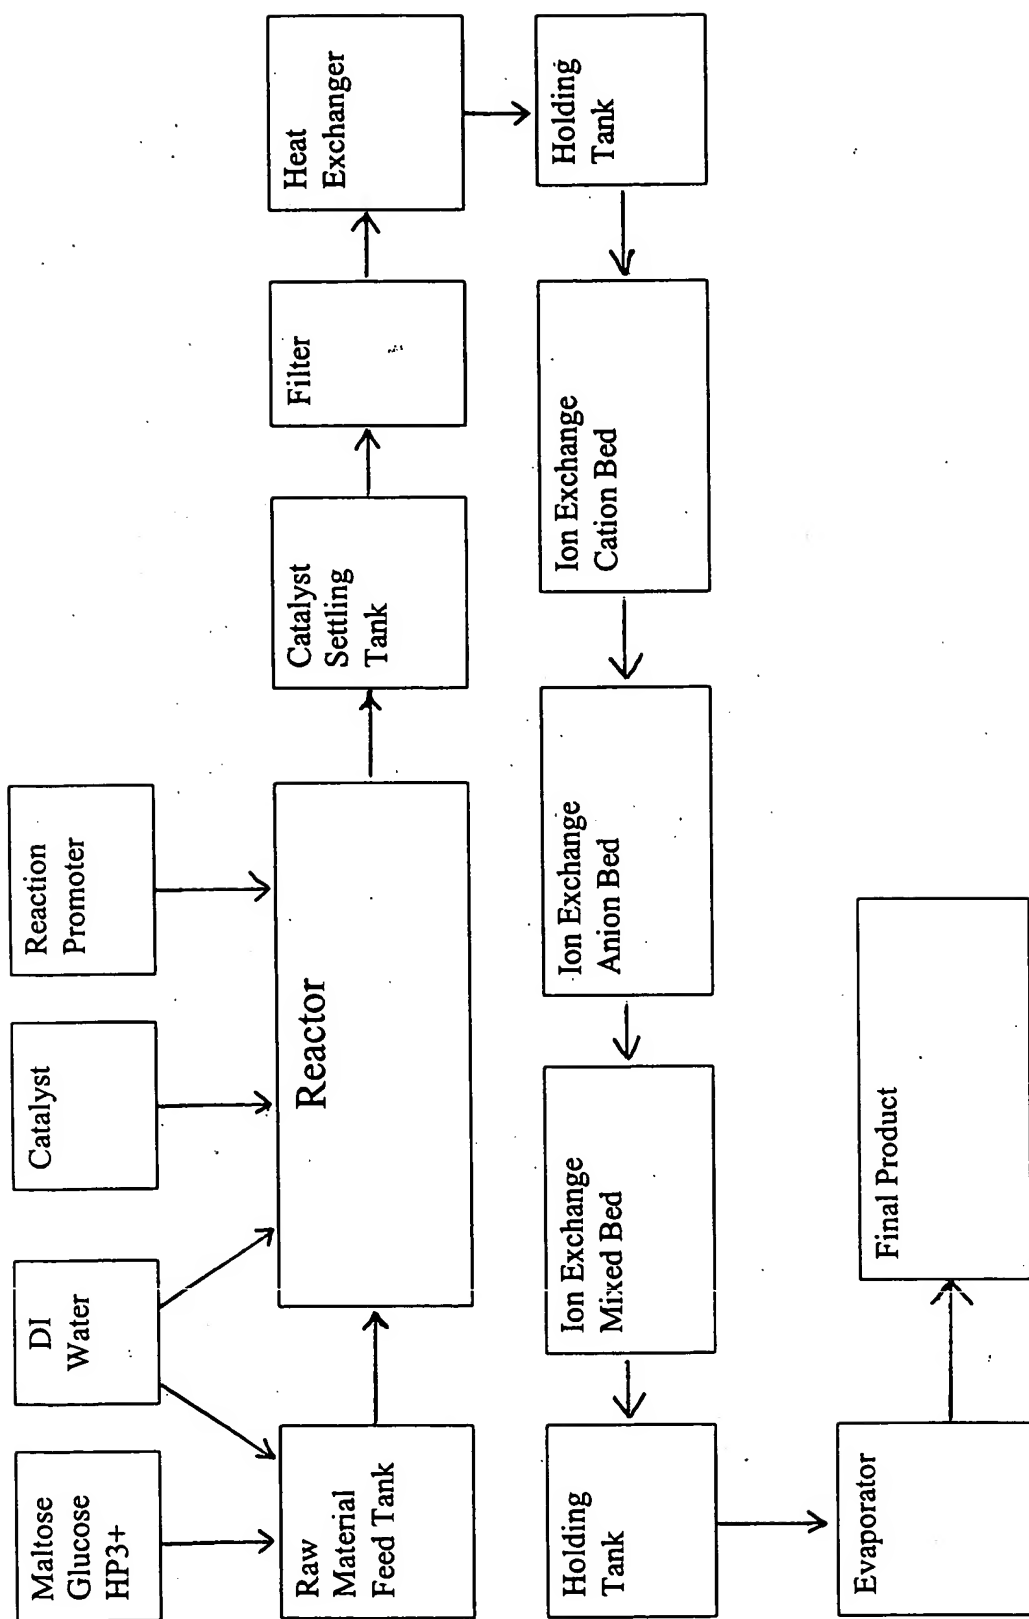 Maltose
Glucose
HP3+
DI
Water
Catalyst
Reaction
Promoter
Raw
Material
Feed Tank
Reactor
Catalyst
Settling
Tank
Filter
Heat
Exchanger
Holding
Tank
Ion Exchange
Cation Bed
Ion Exchange
Anion Bed
Ion Exchange
Mixed Bed
Holding
Tank
Evaporator
Final Product